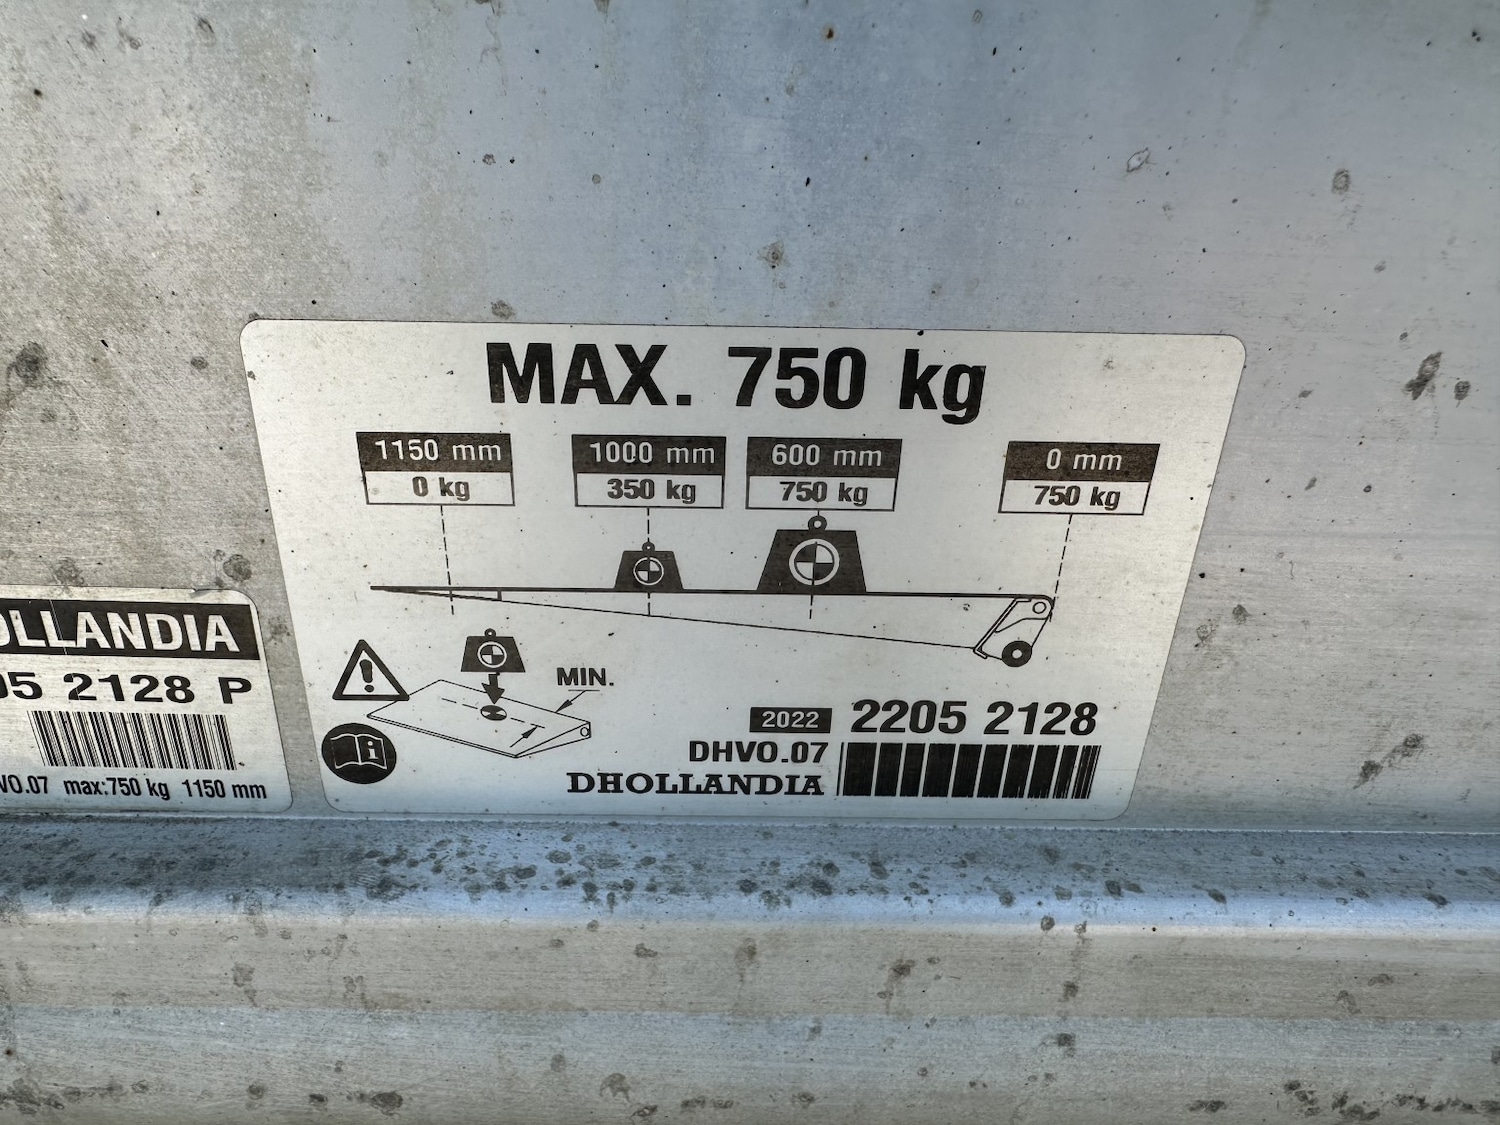 MAX. 750 kg
1150 mm 1000 mm 600 mm 0 mm
0 kg 350 kg 750 kg 750 kg
MIN.
2022 2205 2128
DHVO.07
DHOLLANDIA
OLLANDIA
05 2128 P
VO.07 max:750 kg 1150 mm